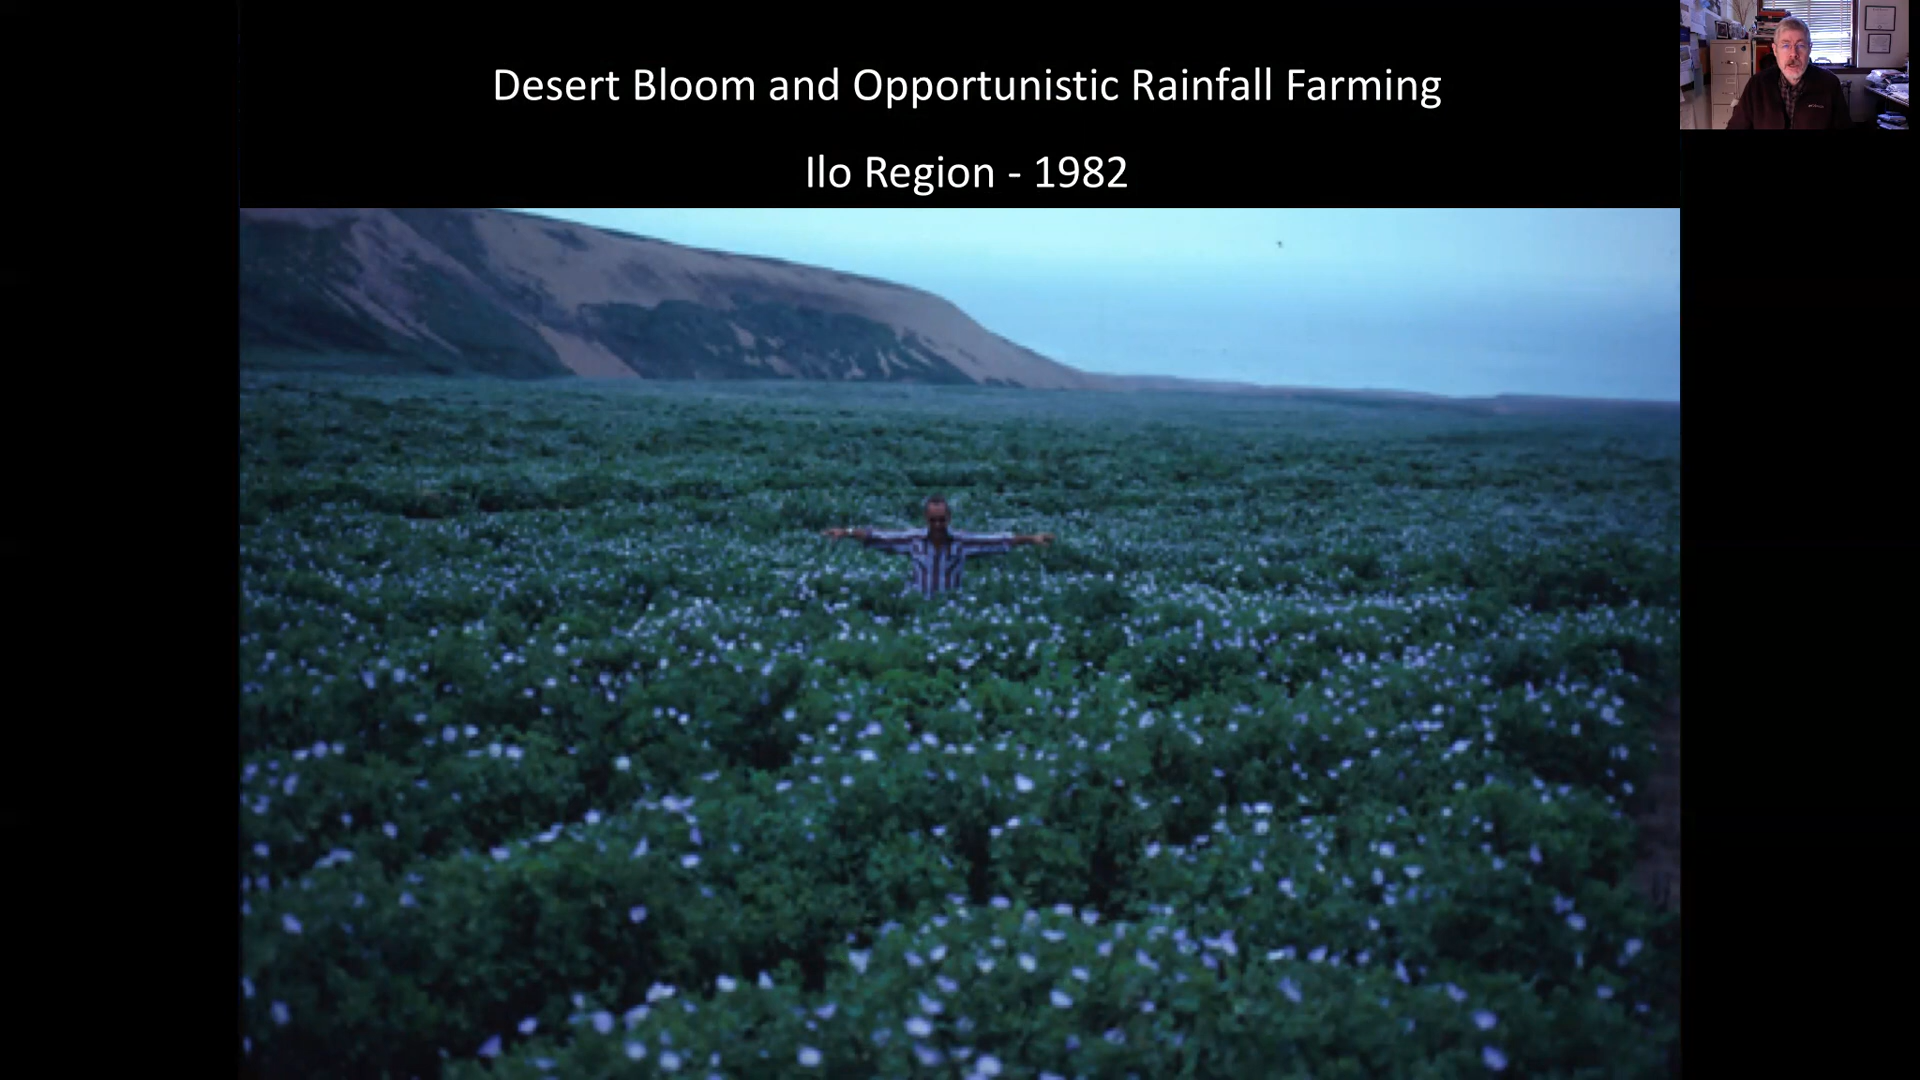 Desert Bloom and Opportunistic Rainfall Farming
Ilo Region - 1982